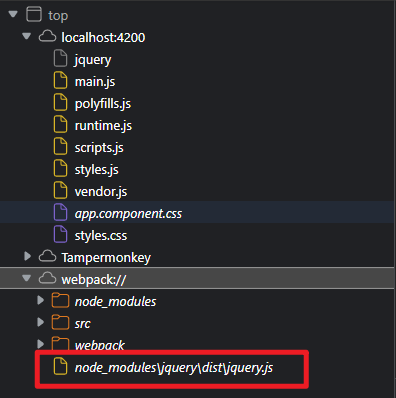 top
localhost:4200
jquery
main.js
polyfills.js
runtime.js
scripts.js
styles.js
vendor.js
app.component.css
styles.css
Tampermonkey
webpack://
node_modules
src
webpack
node_modules\jquery\dist\jquery.js